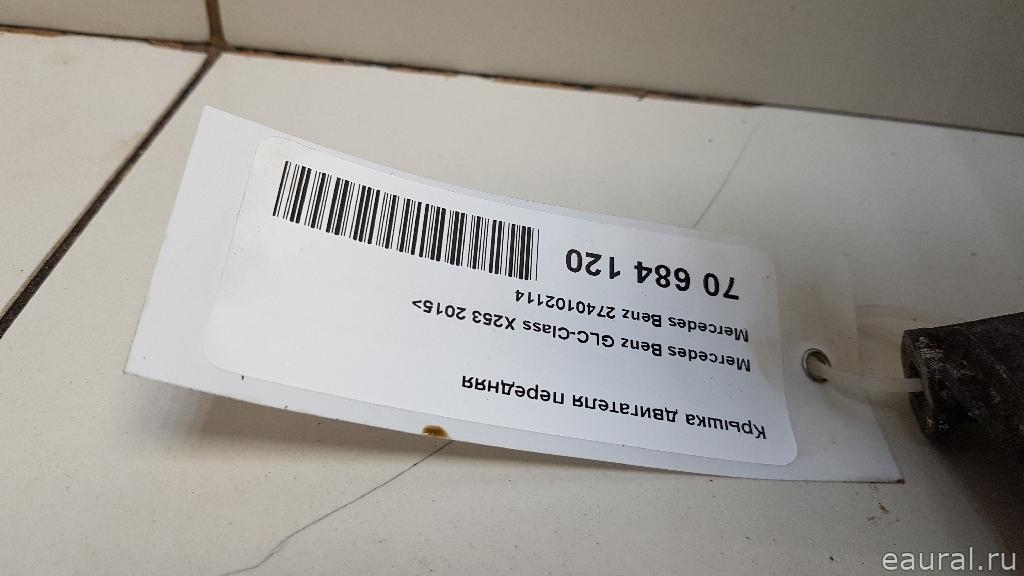 Крышка двигателя передняя
Mercedes Benz GLC-Class X253 2015>
Mercedes Benz 2740102114
70 684 120
eaural.ru